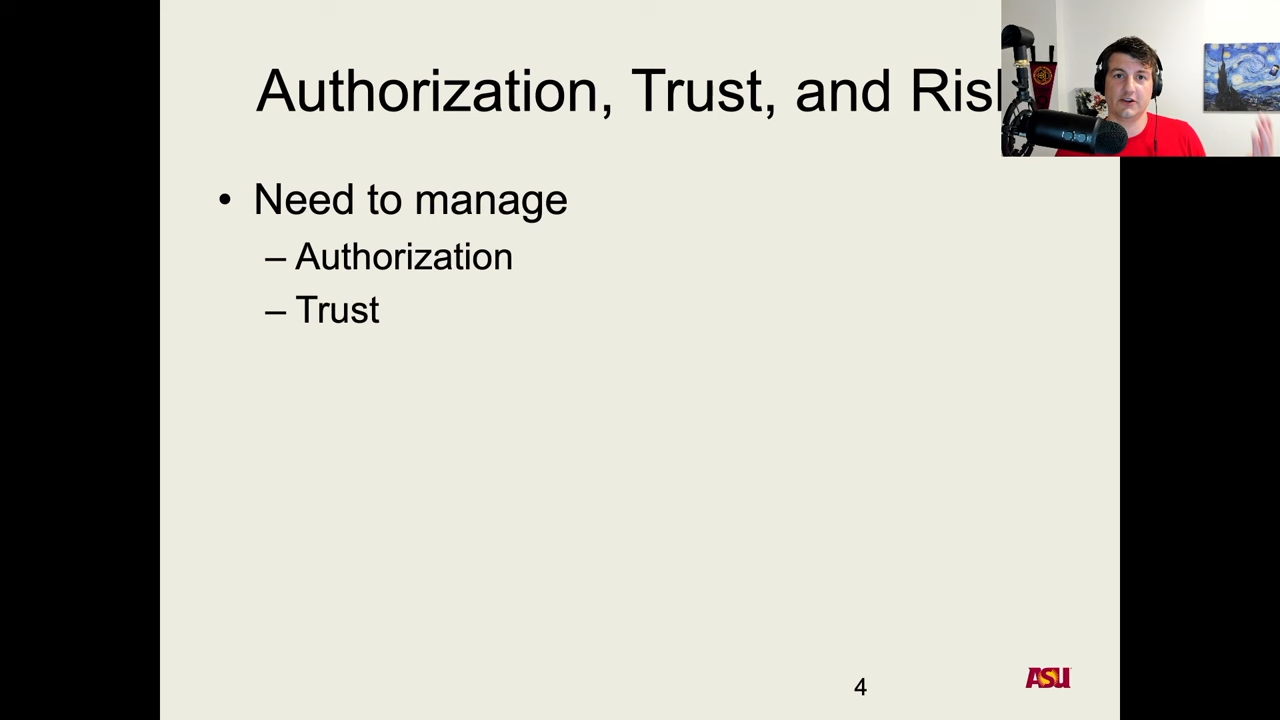 Authorization, Trust, and Ris
• Need to manage
– Authorization
– Trust
4
ASU